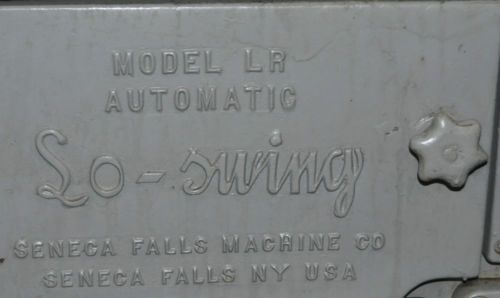 MODEL LR
AUTOMATIC
Lo-swing
SENECA FALLS MACHINE CO
SENECA FALLS NY USA